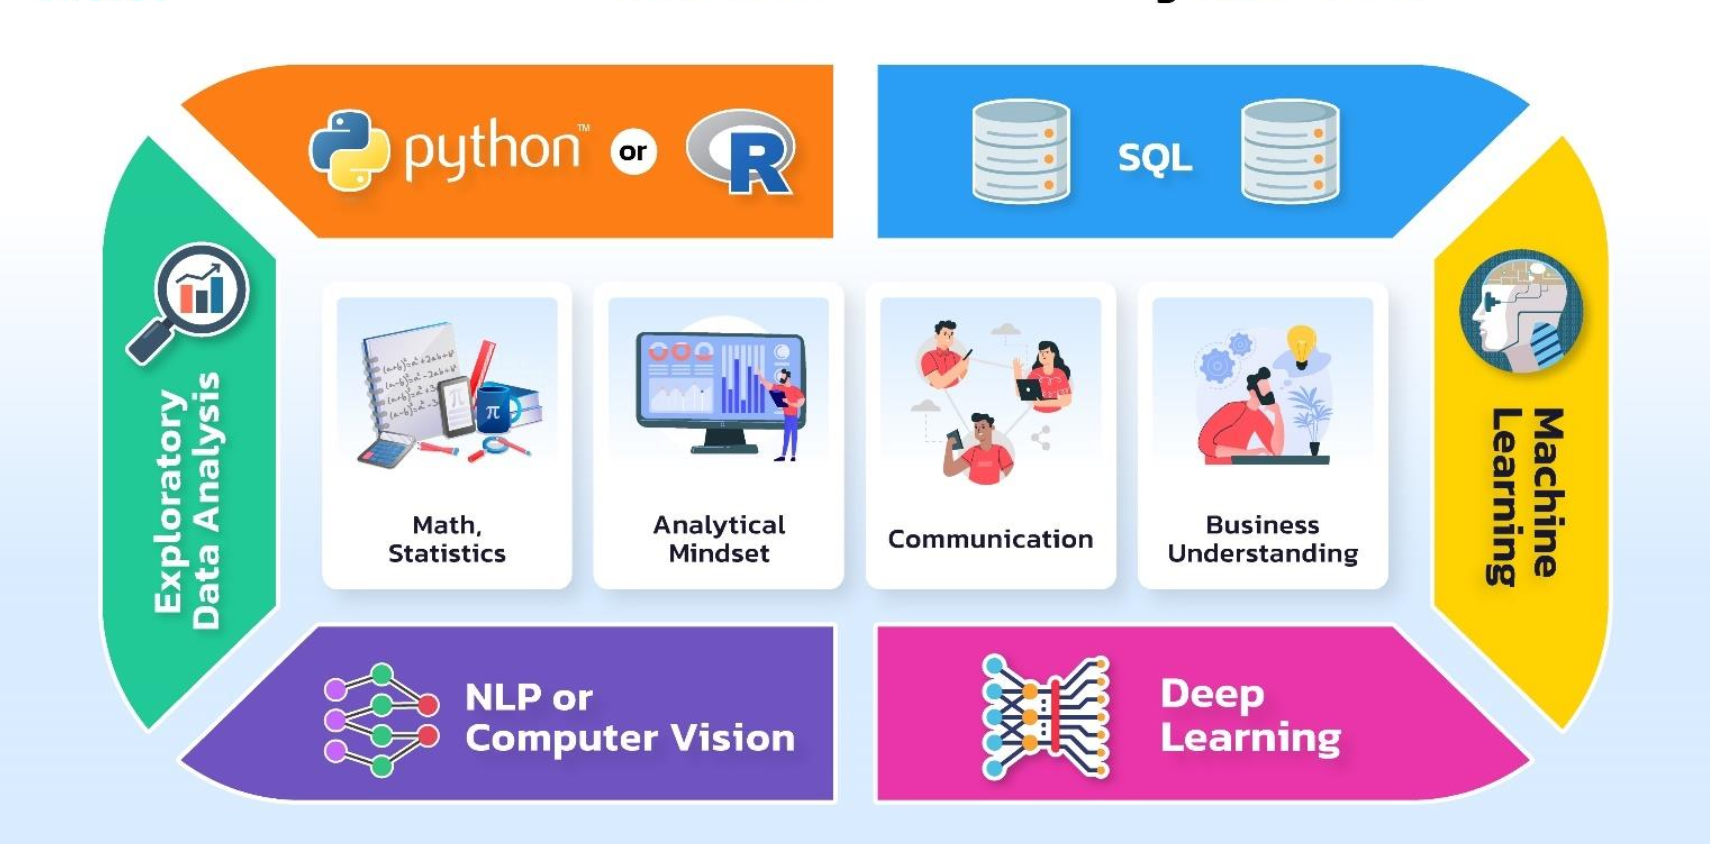 python™ or R
SQL
Exploratory
Data Analysis
Machine
Learning
Math,
Statistics
Analytical
Mindset
Communication
Business
Understanding
NLP or
Computer Vision
Deep
Learning